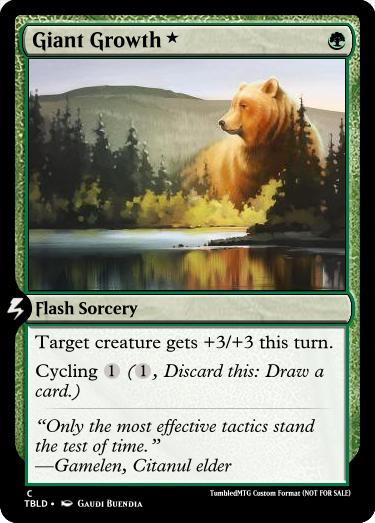 Giant Growth ★
Flash Sorcery
Target creature gets +3/+3 this turn.
Cycling 1 (1, Discard this: Draw a
card.)
“Only the most effective tactics stand
the test of time.”
—Gamelen, Citanul elder
C
TBLD • Gaudi Buendia
TumbledMTG Custom Format (NOT FOR SALE)